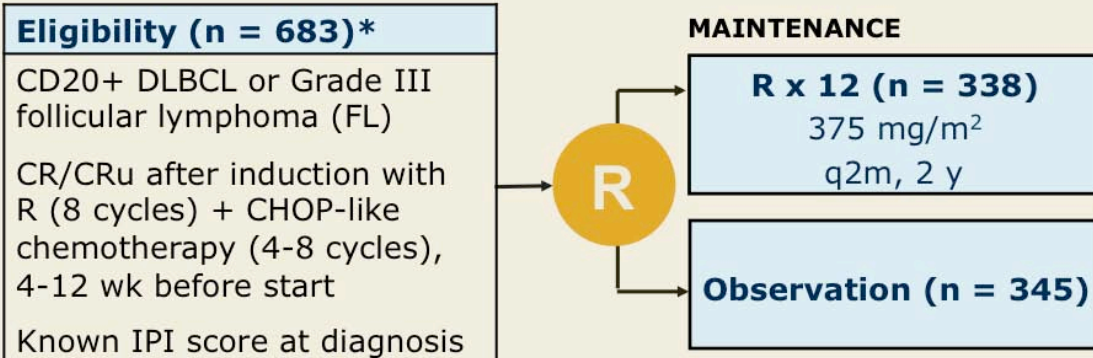 Eligibility (n = 683)*
CD20+ DLBCL or Grade III
follicular lymphoma (FL)
CR/CRu after induction with
R (8 cycles) + CHOP-like
chemotherapy (4-8 cycles),
4-12 wk before start
Known IPI score at diagnosis
R
MAINTENANCE
R x 12 (n = 338)
375 mg/m²
q2m, 2 y
Observation (n = 345)